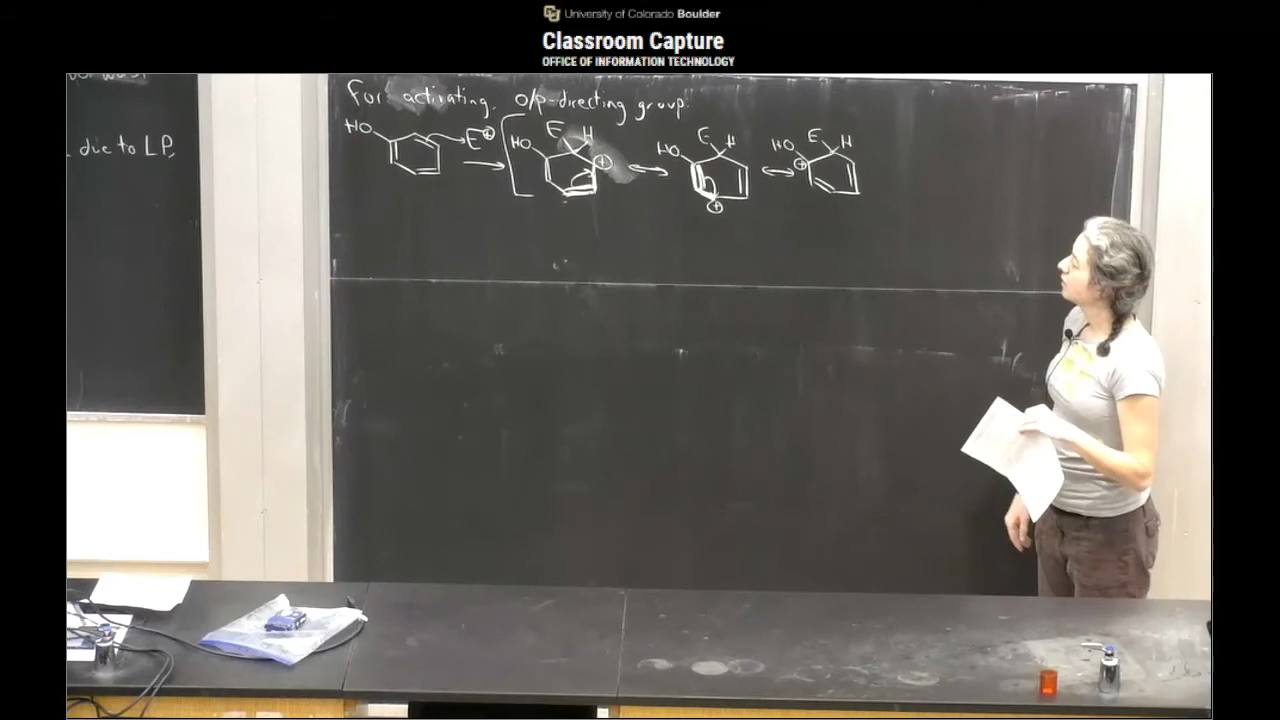 University of Colorado Boulder
Classroom Capture
OFFICE OF INFORMATION TECHNOLOGY
due to LP,
For activating, o/p-directing group:
HO E⊕ HO E H ⊕ HO E H ⊕ HO E H ⊕